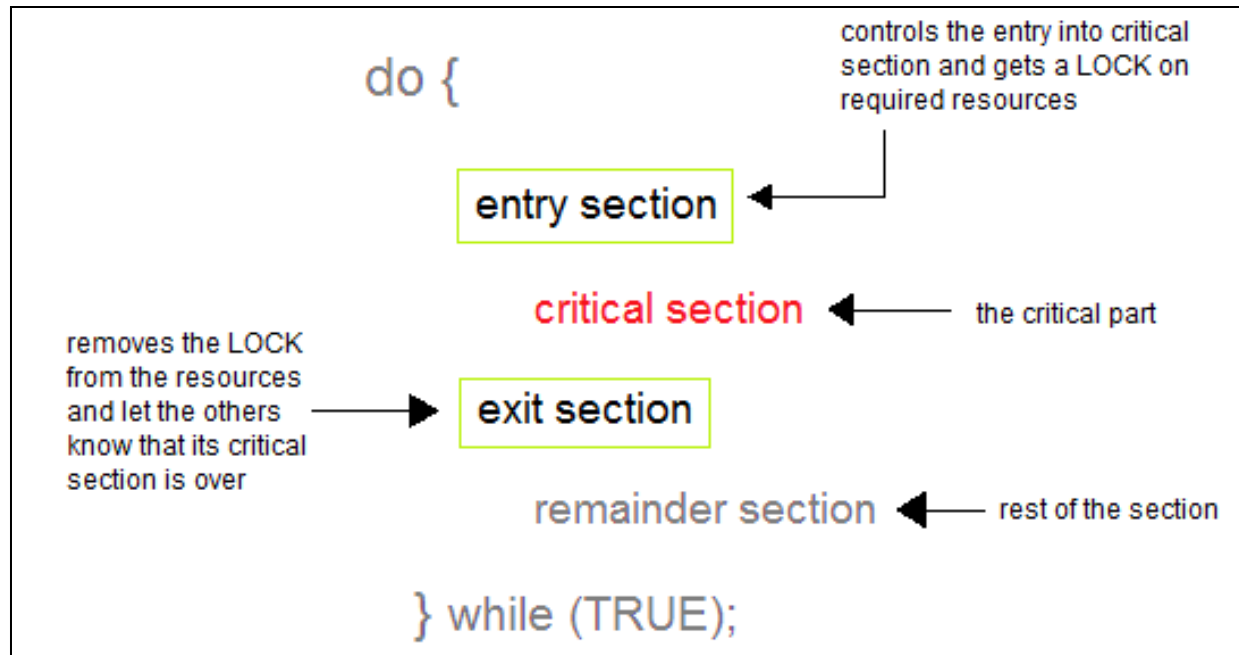 controls the entry into critical
section and gets a LOCK on
required resources
do {
entry section
critical section
the critical part
removes the LOCK
from the resources
and let the others
know that its critical
section is over
exit section
remainder section
rest of the section
} while (TRUE);